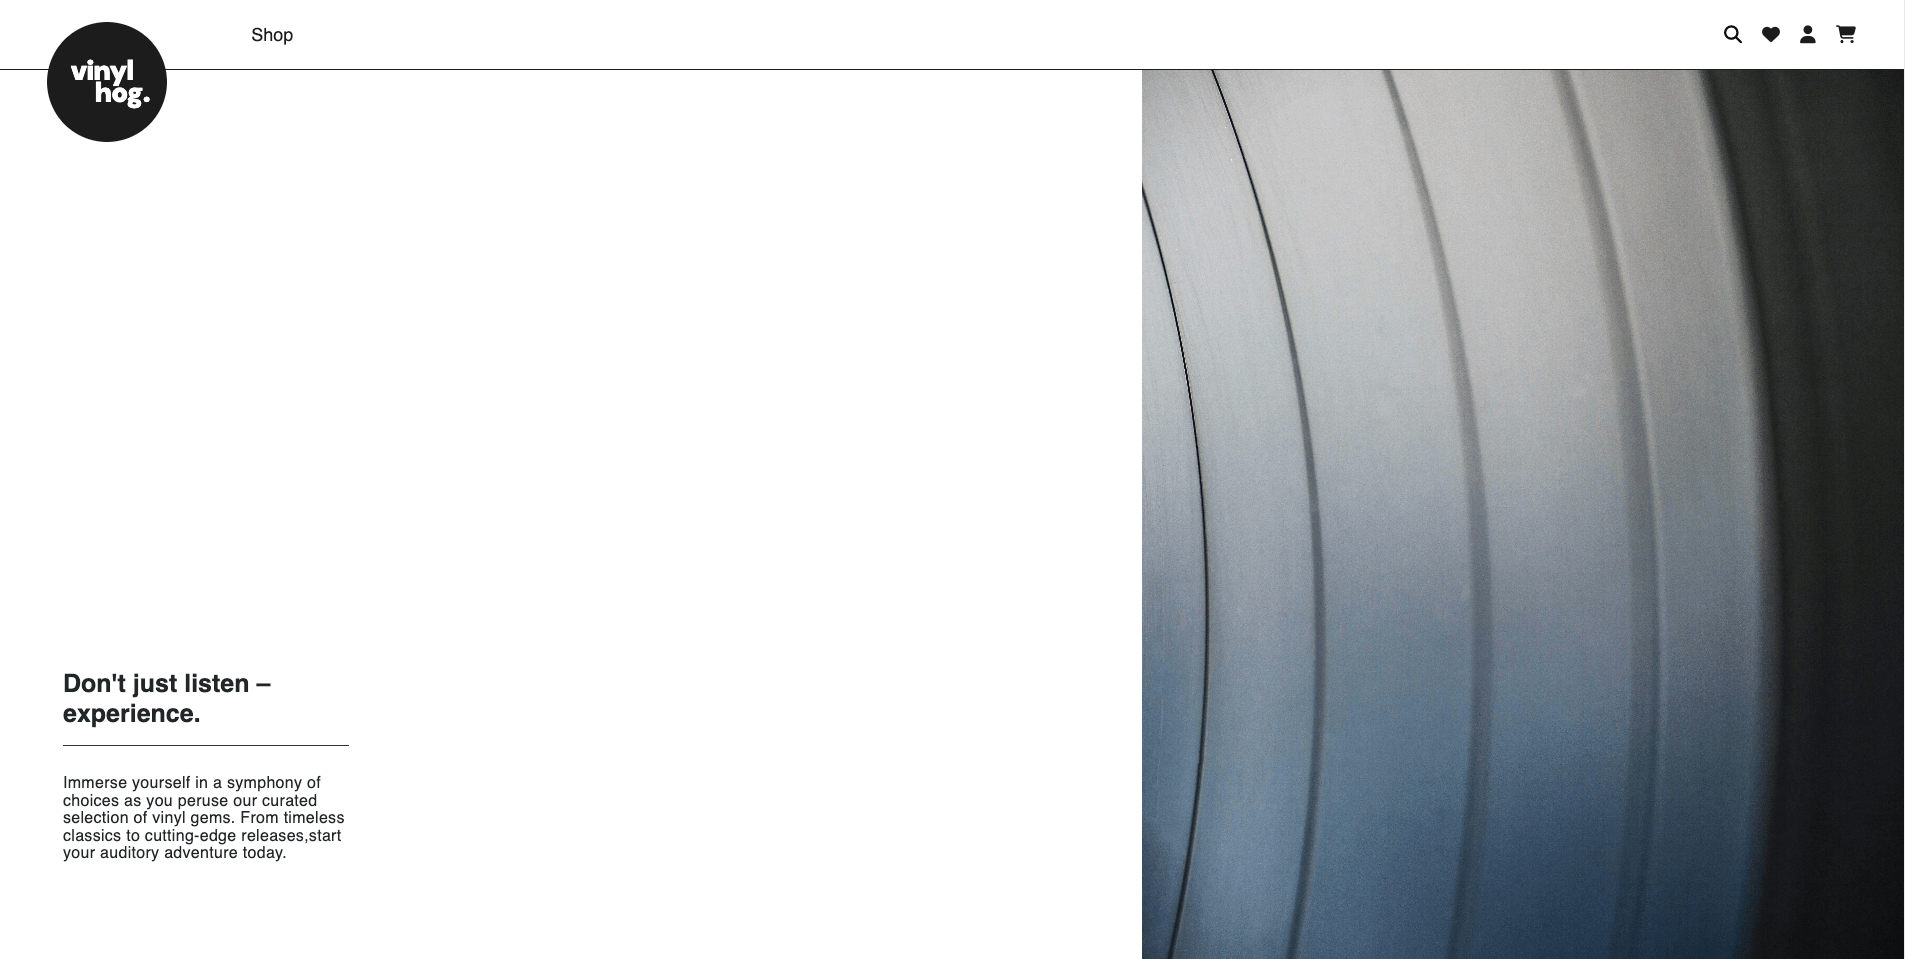 Shop
vinyl
hog.
Don't just listen –
experience.
Immerse yourself in a symphony of
choices as you peruse our curated
selection of vinyl gems. From timeless
classics to cutting-edge releases,start
your auditory adventure today.